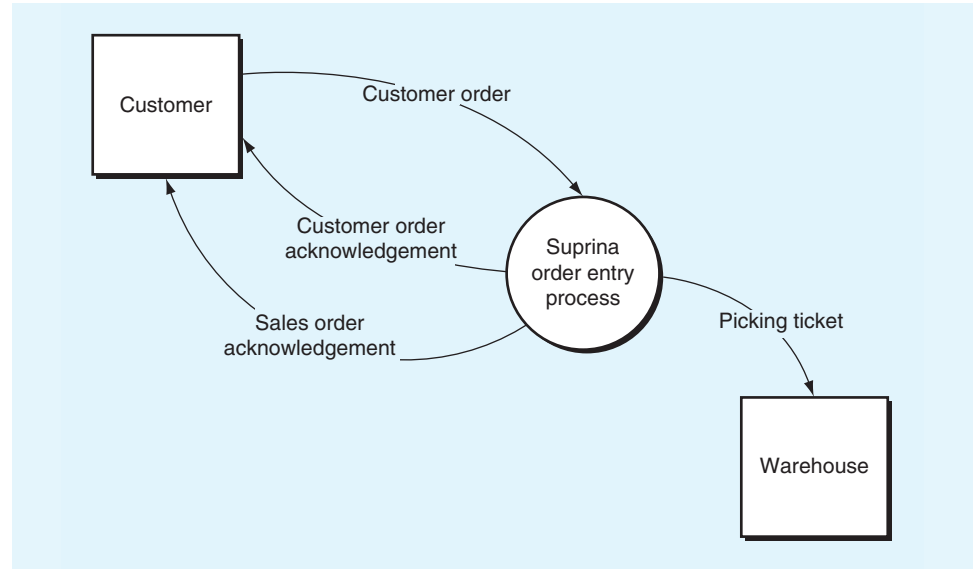 Customer
Customer order
Customer order
acknowledgement
Suprina
order entry
process
Sales order
acknowledgement
Picking ticket
Warehouse